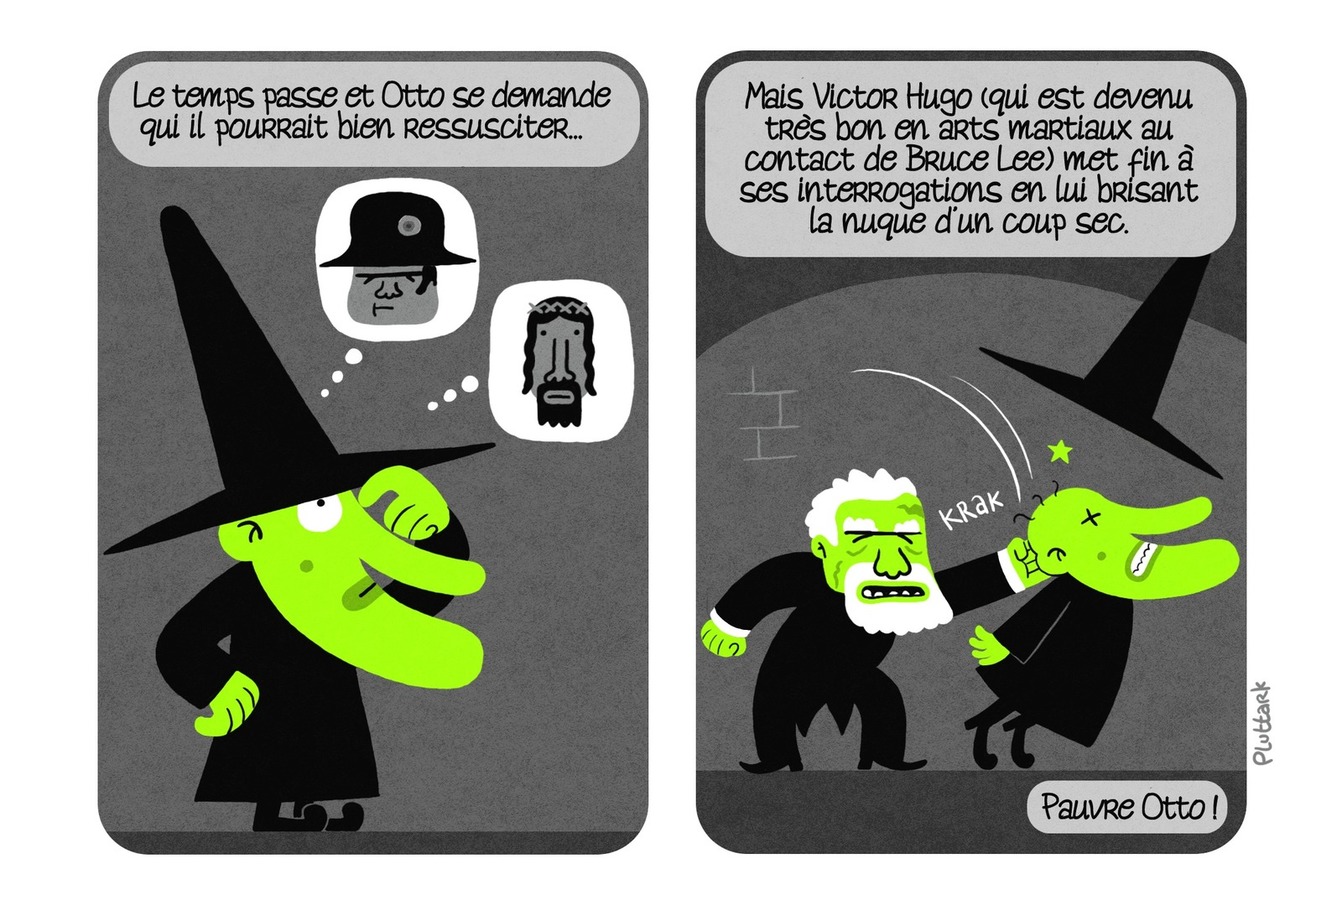 Le temps passe et Otto se demande
qui il pourrait bien ressusciter...
Mais Victor Hugo (qui est devenu
très bon en arts martiaux au
contact de Bruce Lee) met fin à
ses interrogations en lui brisant
la nuque d'un coup sec.
KRaK
Pauvre Otto !
Pluttark